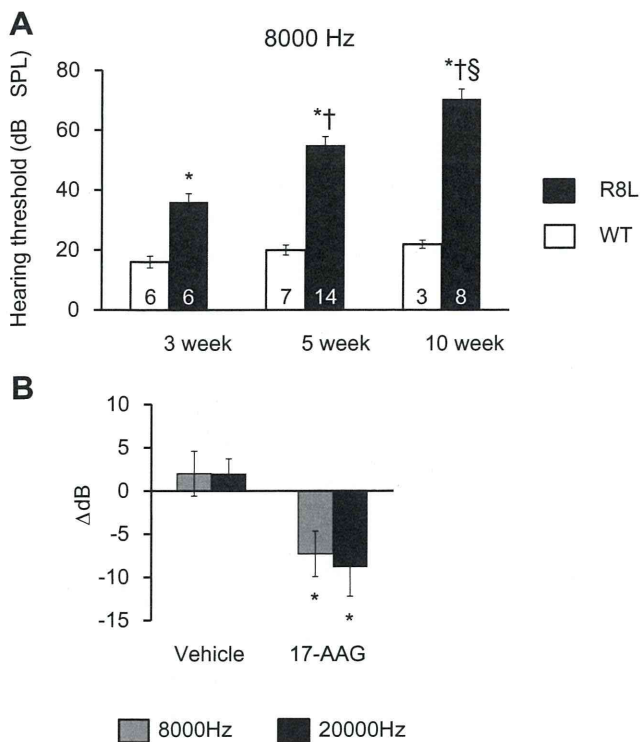 A
8000 Hz
Hearing threshold (dB SPL)
80
60
40
20
0
*
*†
*†§
6
6
7
14
3
8
3 week
5 week
10 week
R8L
WT
B
ΔdB
10
5
0
-5
-10
-15
*
*
Vehicle
17-AAG
8000Hz
20000Hz